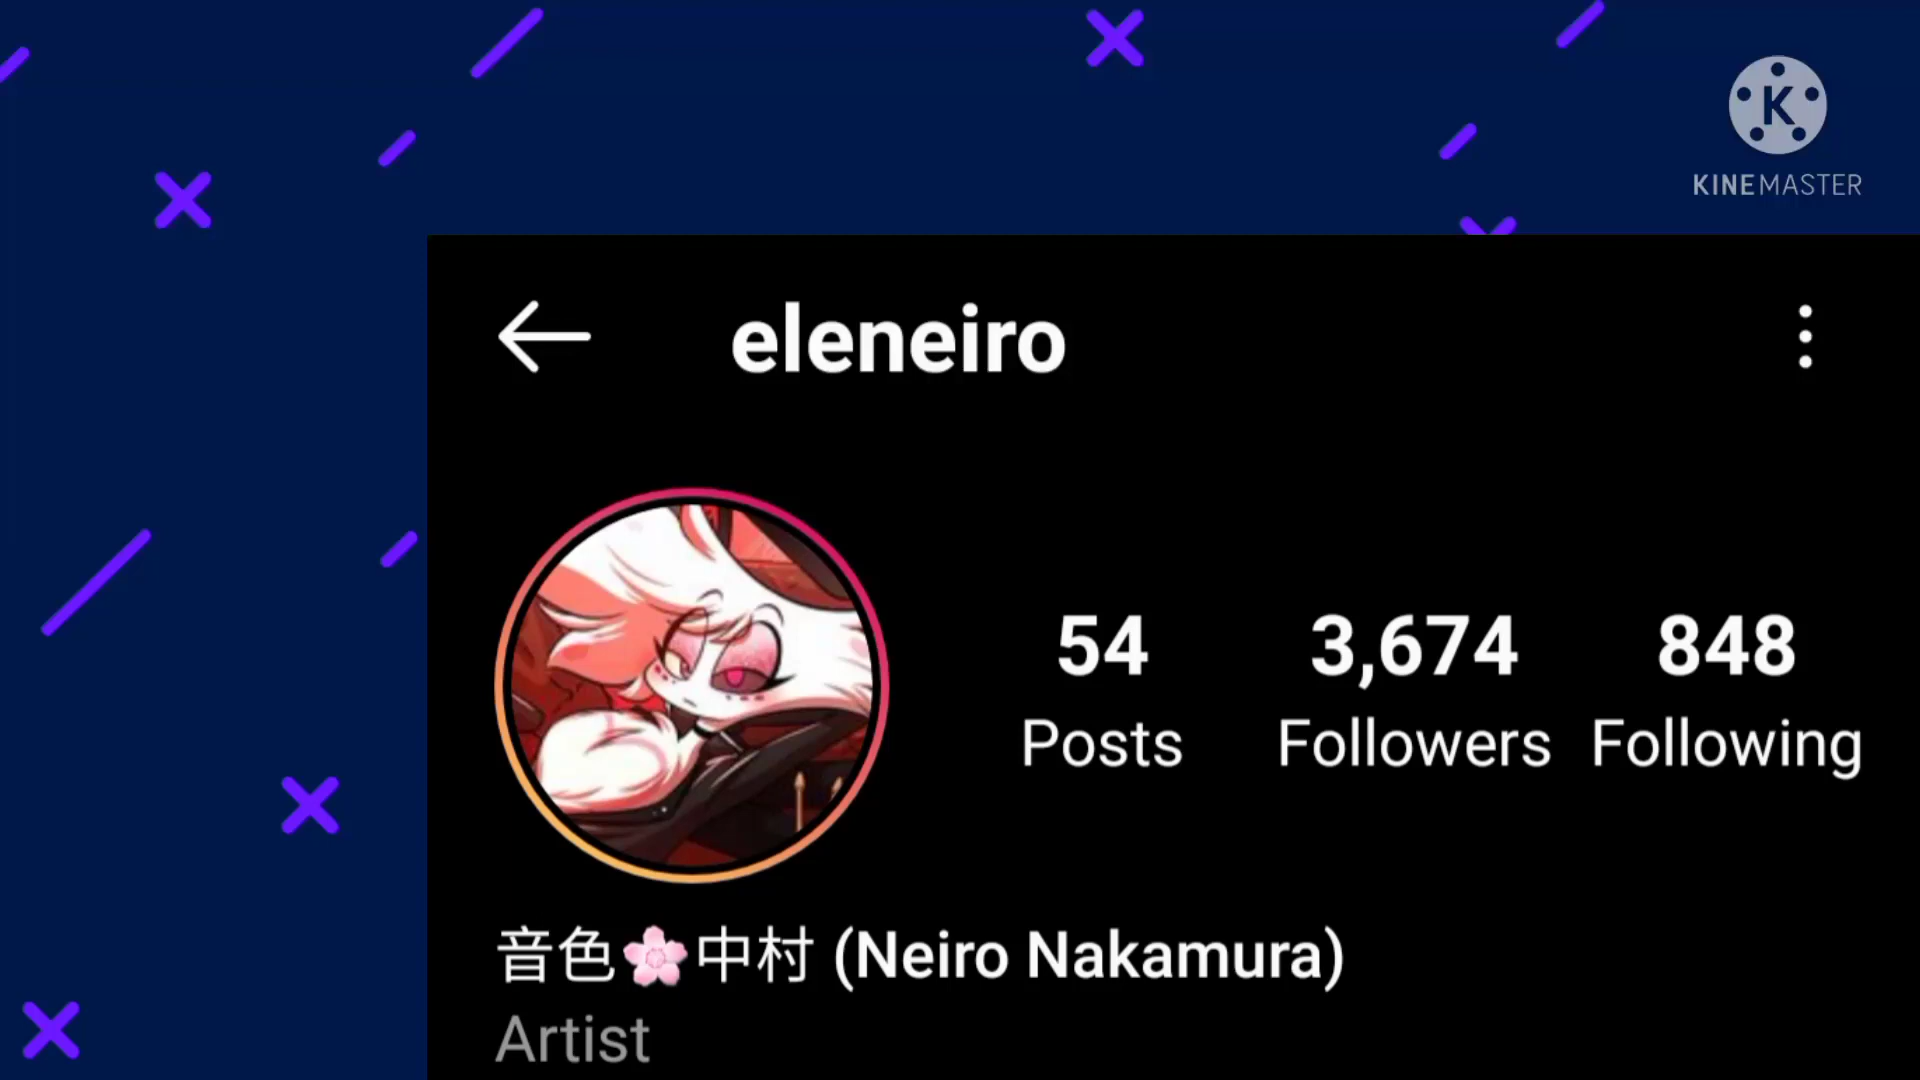 K
KINEMASTER
eleneiro
54 3,674 848
Posts Followers Following
音色🌸中村 (Neiro Nakamura)
Artist